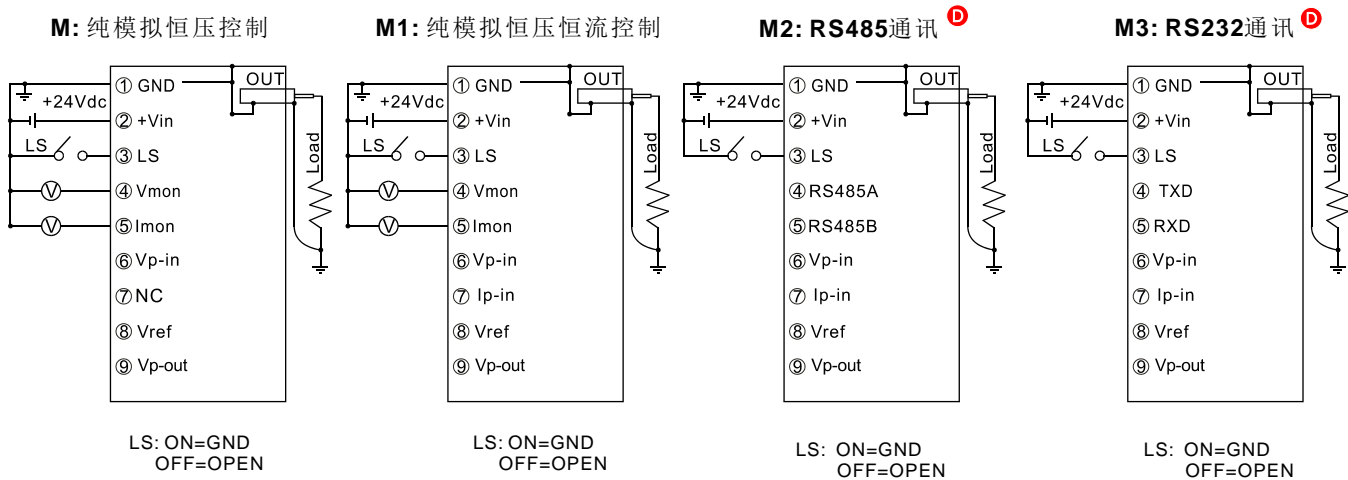 M: 纯模拟恒压控制
OUT
① GND
+24Vdc
② +Vin
LS
③ LS
Load
V
④ Vmon
V
⑤ Imon
⑥ Vp-in
⑦ NC
⑧ Vref
⑨ Vp-out
LS: ON=GND
OFF=OPEN
M1: 纯模拟恒压恒流控制
OUT
① GND
+24Vdc
② +Vin
LS
③ LS
Load
V
④ Vmon
V
⑤ Imon
⑥ Vp-in
⑦ Ip-in
⑧ Vref
⑨ Vp-out
LS: ON=GND
OFF=OPEN
M2: RS485通讯 D
OUT
① GND
+24Vdc
② +Vin
LS
③ LS
Load
④ RS485A
⑤ RS485B
⑥ Vp-in
⑦ Ip-in
⑧ Vref
⑨ Vp-out
LS: ON=GND
OFF=OPEN
M3: RS232通讯 D
OUT
① GND
+24Vdc
② +Vin
LS
③ LS
Load
④ TXD
⑤ RXD
⑥ Vp-in
⑦ Ip-in
⑧ Vref
⑨ Vp-out
LS: ON=GND
OFF=OPEN